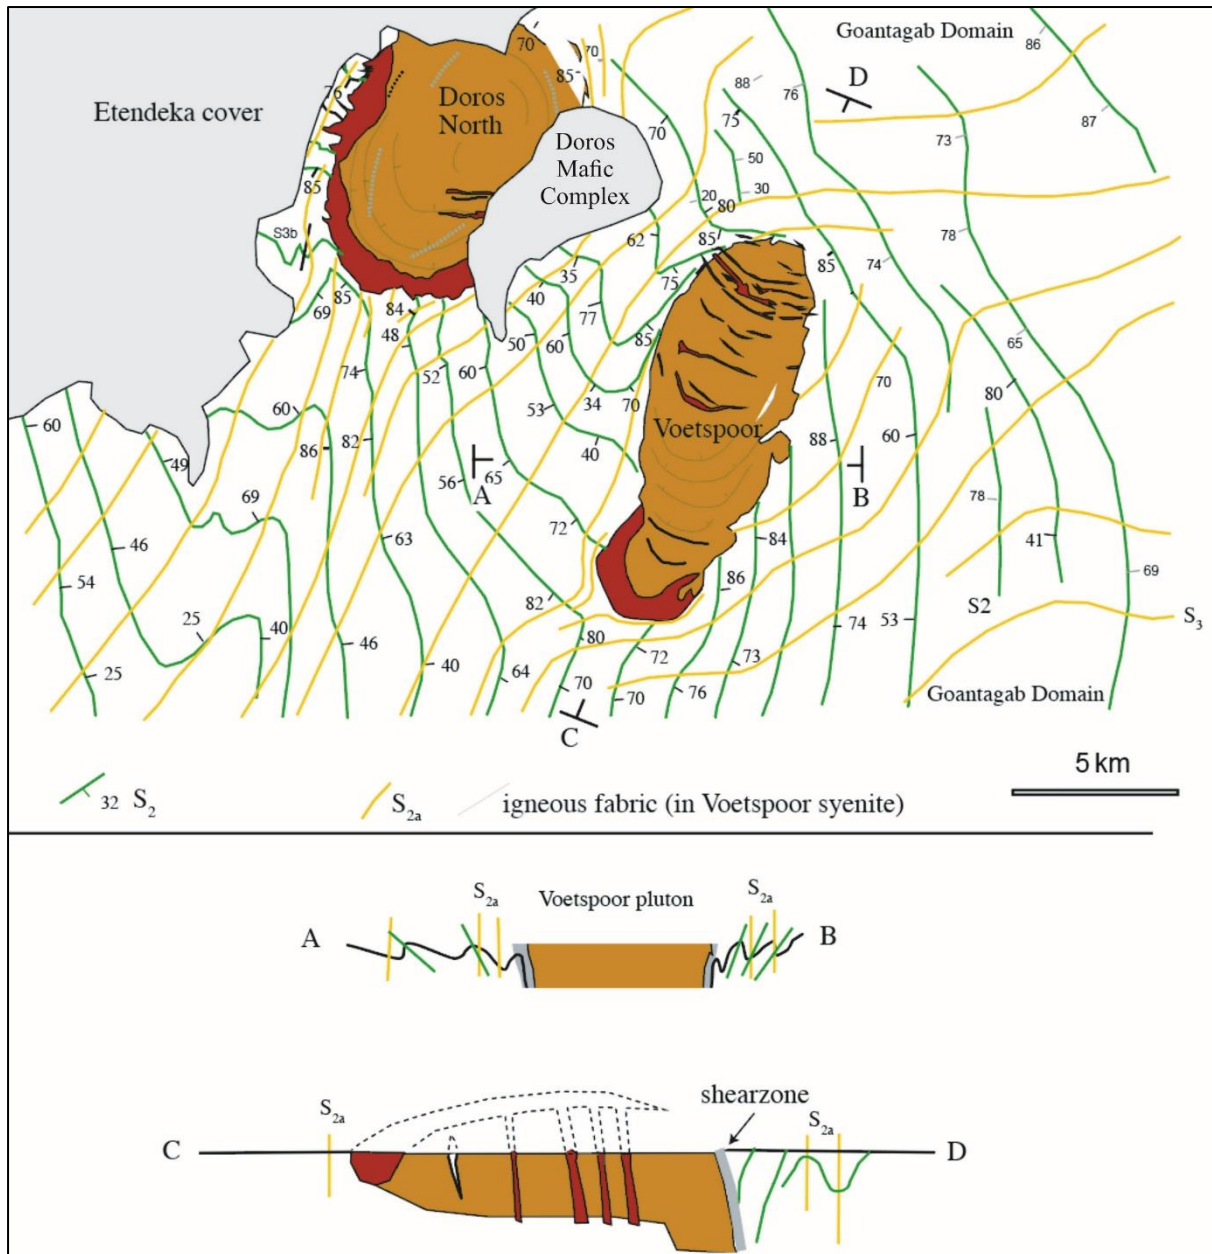 Goantagab Domain
86
70
70
D
88
76
85
76
Etendeka cover
Doros
North
75
87
70
73
Doros
Mafic
Complex
50
30
20
80
85
S3b
62
85
78
35
85
74
75
69
85
40
84
77
48
50
60
85
65
74
52
60
70
80
34
70
53
60
60
Voetspoor
88
60
86
82
40
49
A
65
B
56
78
69
72
84
46
63
41
54
86
69
82
S2
25
40
80
74
53
S3
46
72
73
25
40
64
70
70
76
Goantagab Domain
C
5 km
32
S2
S2a
igneous fabric (in Voetspoor syenite)
S2a
Voetspoor pluton
S2a
A
B
shearzone
S2a
S2a
C
D